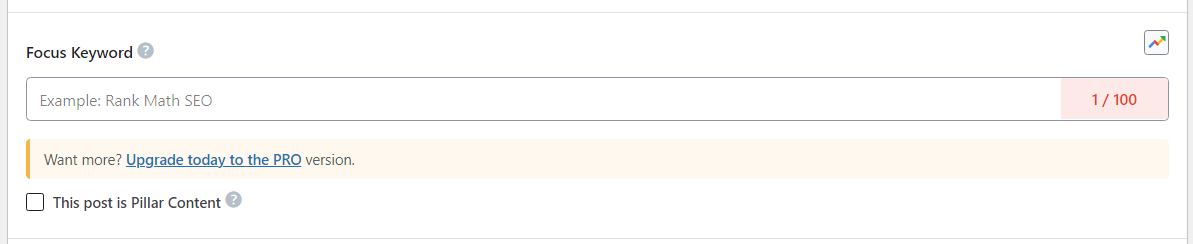 Focus Keyword ?
Example: Rank Math SEO
1 / 100
Want more? Upgrade today to the PRO version.
This post is Pillar Content ?